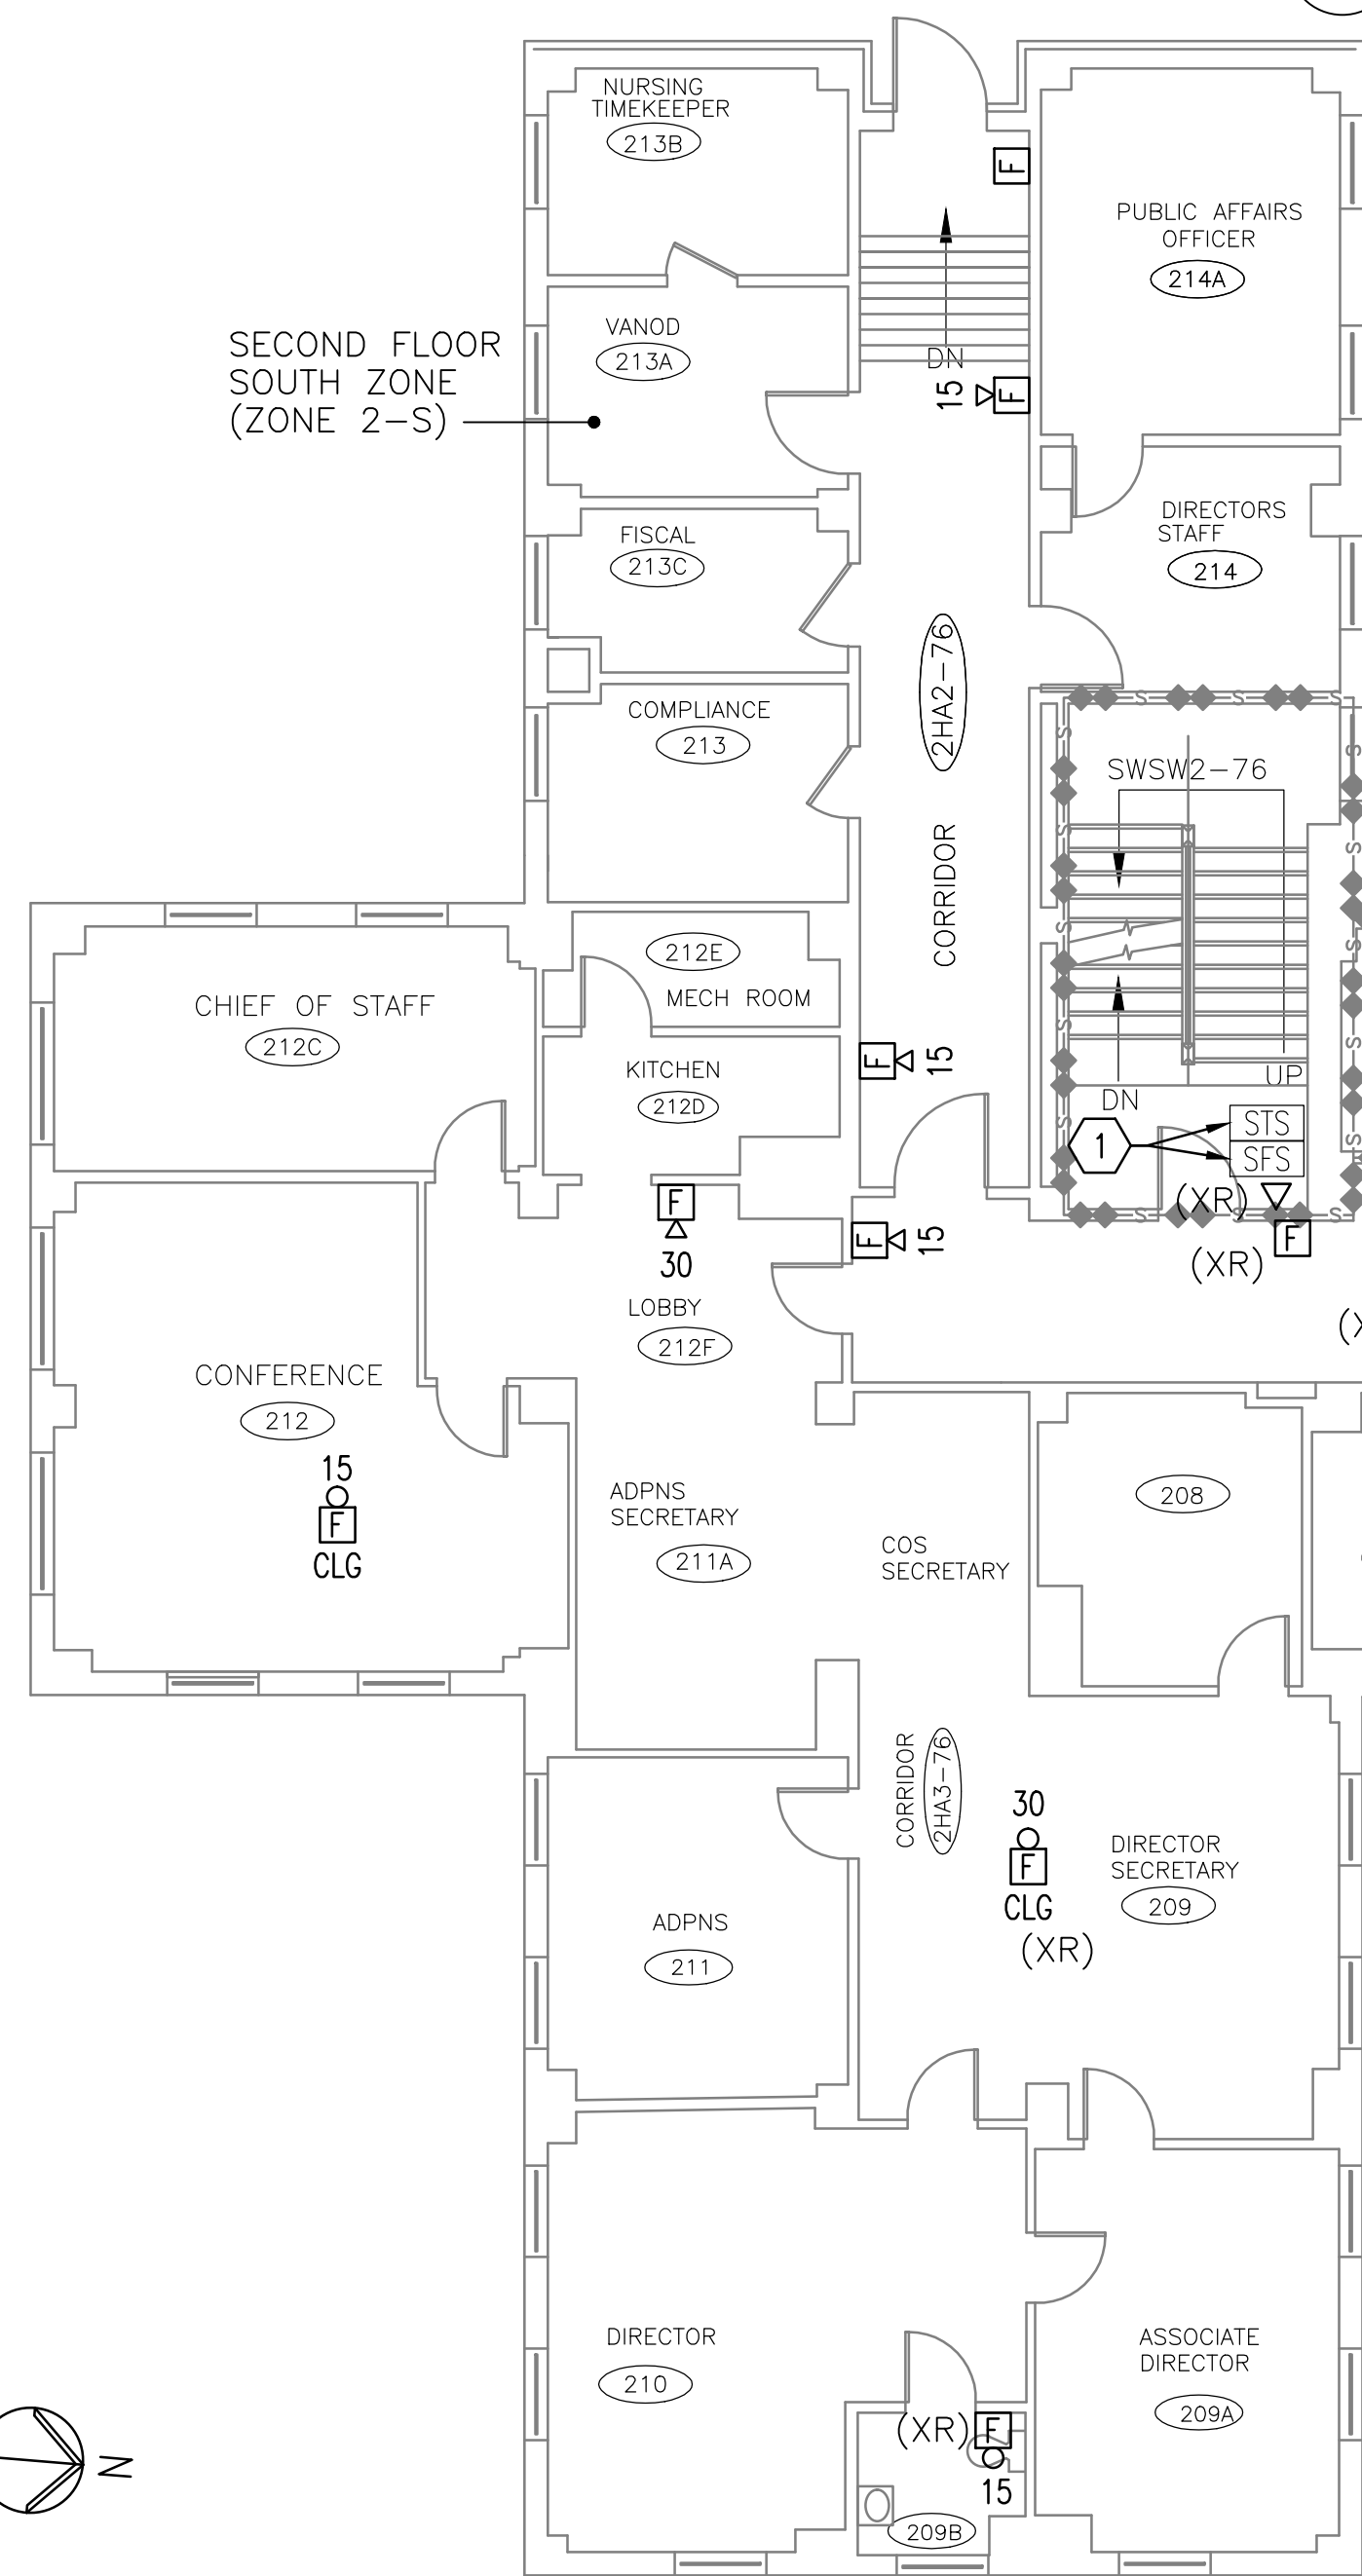 NURSING
TIMEKEEPER
213B
F
PUBLIC AFFAIRS
OFFICER
214A
VANOD
213A
SECOND FLOOR
SOUTH ZONE
(ZONE 2-S)
DN
15
F
FISCAL
213C
DIRECTORS
STAFF
214
2HA2-76
CORRIDOR
COMPLIANCE
213
S S S
SWSW2-76
S
S
S
S
S
S
S
S
S
S
212E
MECH ROOM
CHIEF OF STAFF
212C
KITCHEN
212D
F
15
UP
DN
1
STS
SFS
(XR)
S S S
F
(XR)
F
30
F
15
LOBBY
212F
(X
CONFERENCE
212
15
F
CLG
ADPNS
SECRETARY
211A
COS
SECRETARY
208
CORRIDOR
2HA3-76
30
F
CLG
(XR)
DIRECTOR
SECRETARY
209
ADPNS
211
DIRECTOR
210
ASSOCIATE
DIRECTOR
209A
(XR)
F
15
209B
N